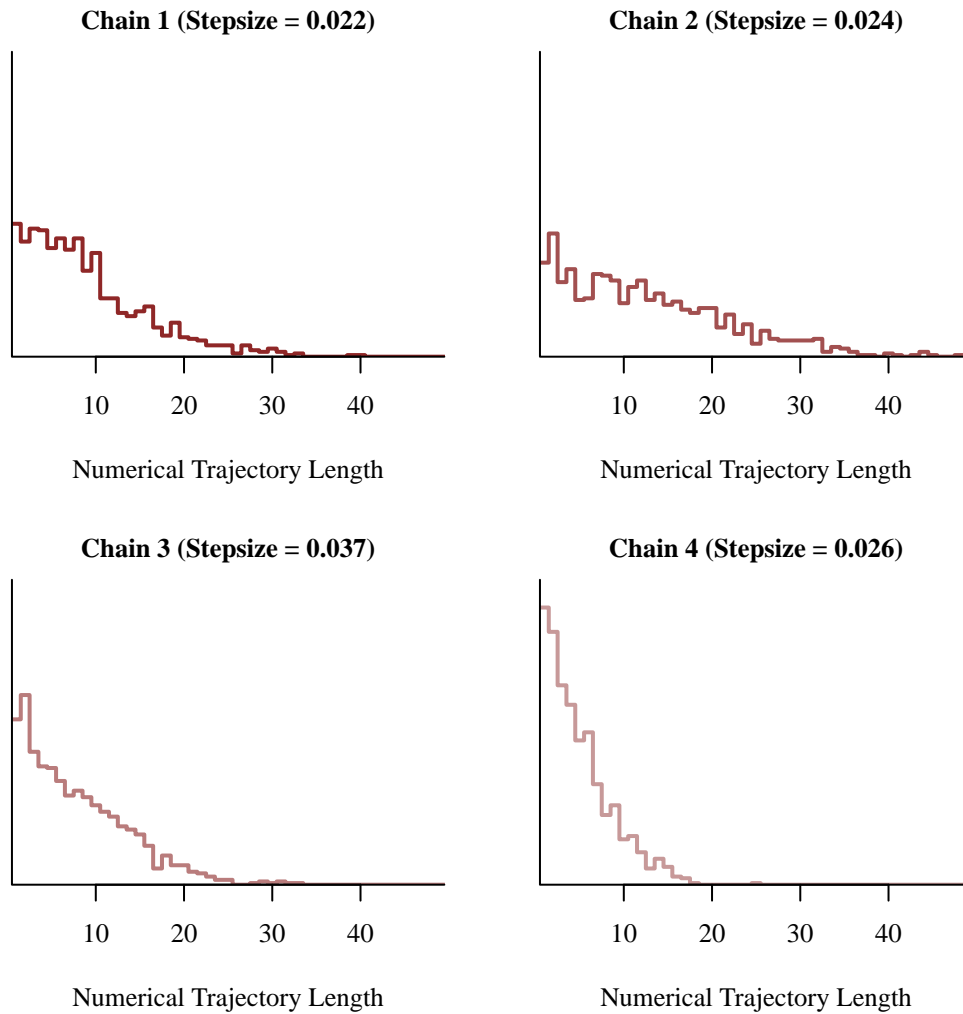 Chain 1 (Stepsize = 0.022)
10 20 30 40
Numerical Trajectory Length
Chain 2 (Stepsize = 0.024)
10 20 30 40
Numerical Trajectory Length
Chain 3 (Stepsize = 0.037)
10 20 30 40
Numerical Trajectory Length
Chain 4 (Stepsize = 0.026)
10 20 30 40
Numerical Trajectory Length